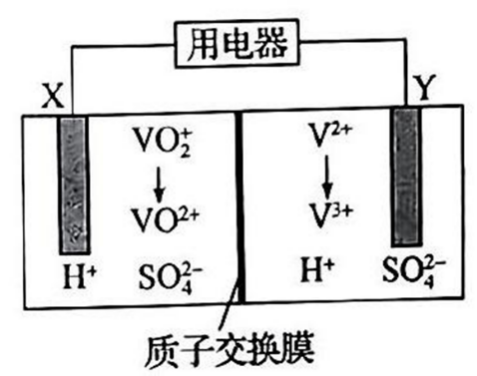 用电器
X
Y
VO₂⁺
V²⁺
↓
↓
VO²⁺
V³⁺
H⁺
SO₄²⁻
H⁺
SO₄²⁻
质子交换膜